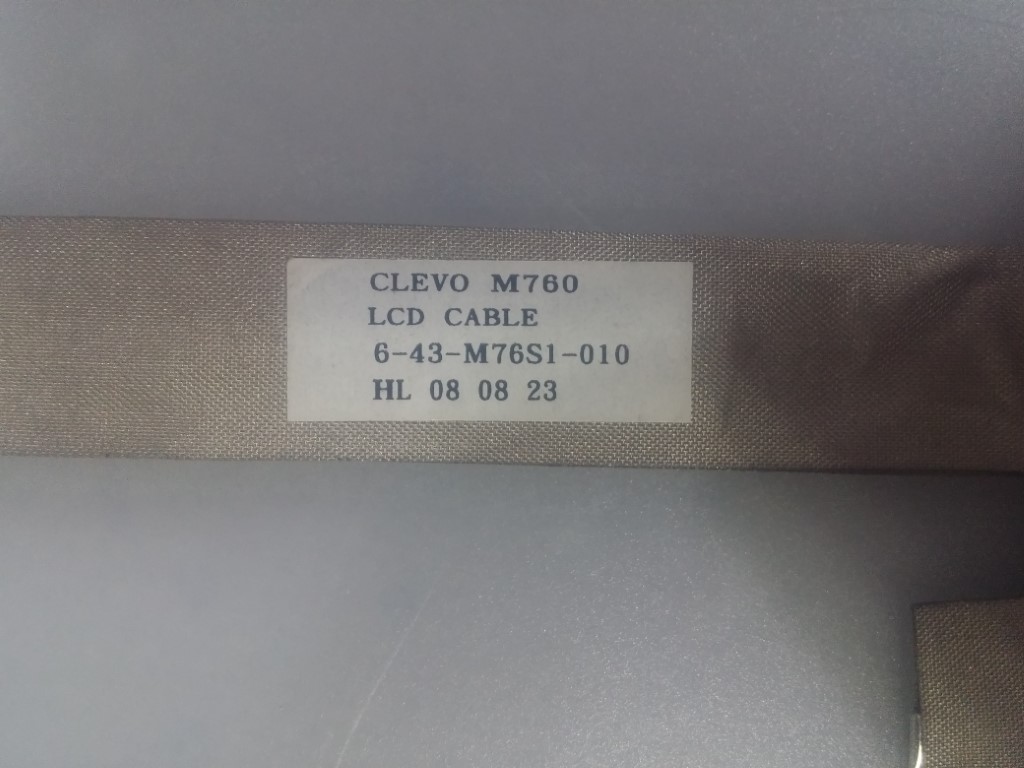 CLEVO M760
LCD CABLE
6-43-M76S1-010
HL 08 08 23